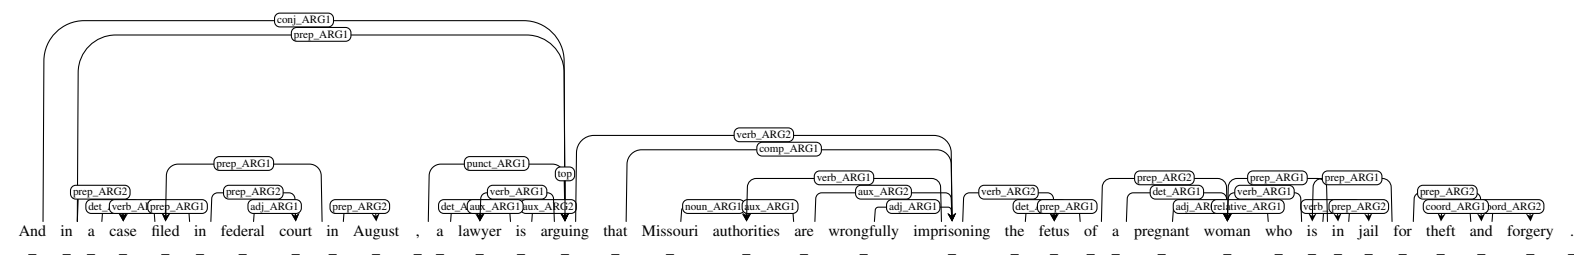 conj_ARG1
prep_ARG1
verb_ARG2
comp_ARG1
prep_ARG1 punct_ARG1 top
verb_ARG1 prep_ARG2 prep_ARG1 prep_ARG1
prep_ARG2 prep_ARG2 verb_ARG1 aux_ARG2 verb_ARG2 det_ARG1 verb_ARG1 prep_ARG2
prep_ARG1 adj_ARG1 prep_ARG2 aux_ARG1 aux_ARG2 noun_ARG1 aux_ARG1 adj_ARG1 prep_ARG1 relative_ARG1 prep_ARG2 coord_ARG1
And in a case filed in federal court in August , a lawyer is arguing that Missouri authorities are wrongfully imprisoning the fetus of a pregnant woman who is in jail for theft and forgery .
_ _ _ _ _ _ _ _ _ _ _ _ _ _ _ _ _ _ _ _ _ _ _ _ _ _ _ _ _ _ _ _ _ _ _